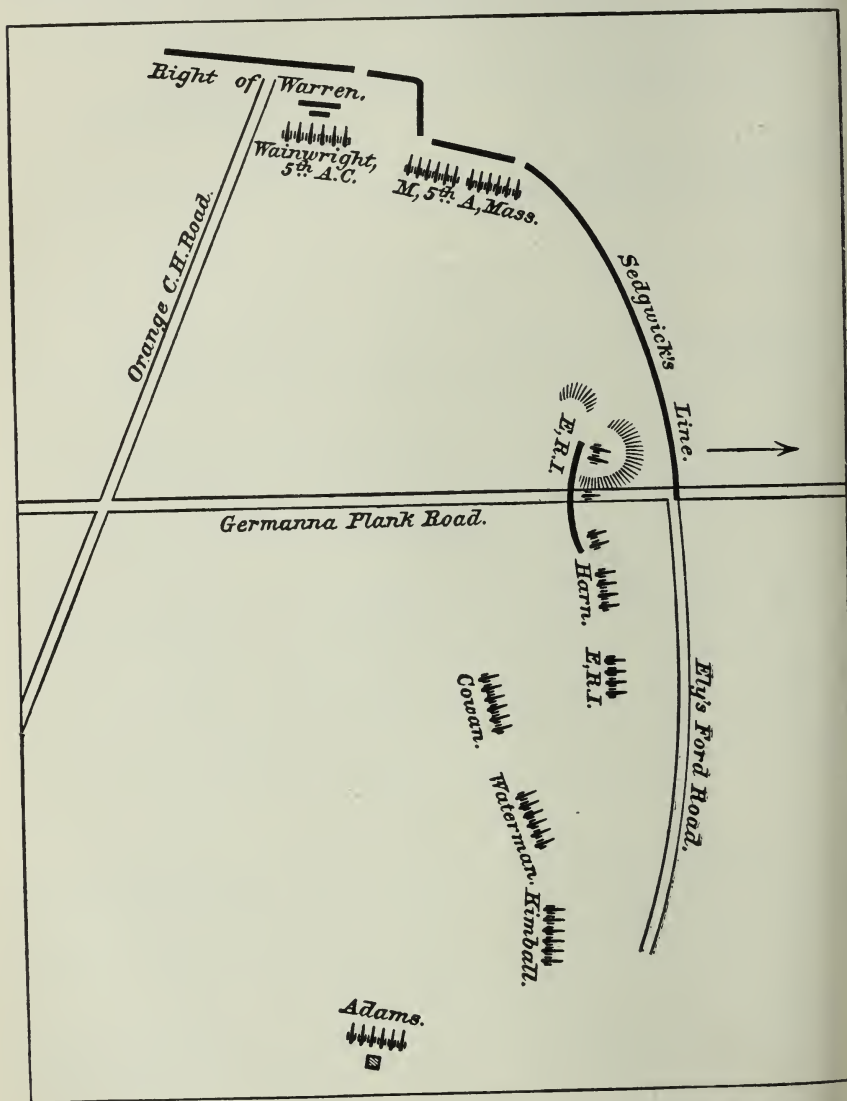 Right of Warren.
Wainwright,
5th A.C.
M, 5th A, Mass.
Orange C.H. Road.
Sedgwick's Line.
E, R.I.
Germanna Plank Road.
Harn.
E, R.I.
Cowan.
Ely's Ford Road.
Waterman.
Kimball.
Adams.